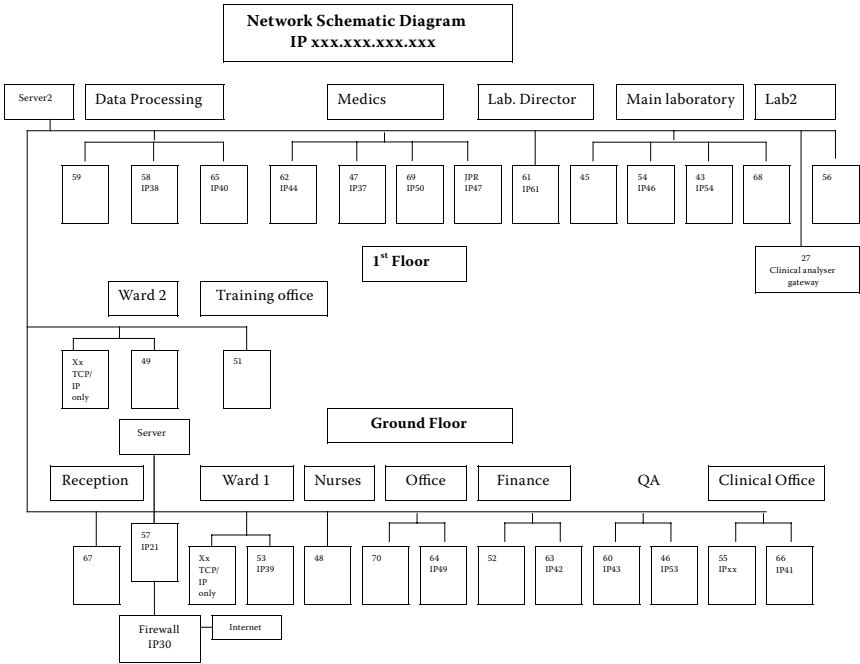 Network Schematic Diagram
IP xxx.xxx.xxx.xxx
Server2
Data Processing
Medics
Lab. Director
Main laboratory
Lab2
59
58
IP38
65
IP40
62
IP44
47
IP37
69
IP50
JPR
IP47
61
IP61
45
54
IP46
43
IP54
68
56
1st Floor
27
Clinical analyser
gateway
Ward 2
Training office
Xx
TCP/
IP
only
49
51
Ground Floor
Server
Reception
Ward 1
Nurses
Office
Finance
QA
Clinical Office
67
57
IP21
Xx
TCP/
IP
only
53
IP39
48
70
64
IP49
52
63
IP42
60
IP43
46
IP53
55
IPxx
66
IP41
Firewall
IP30
Internet